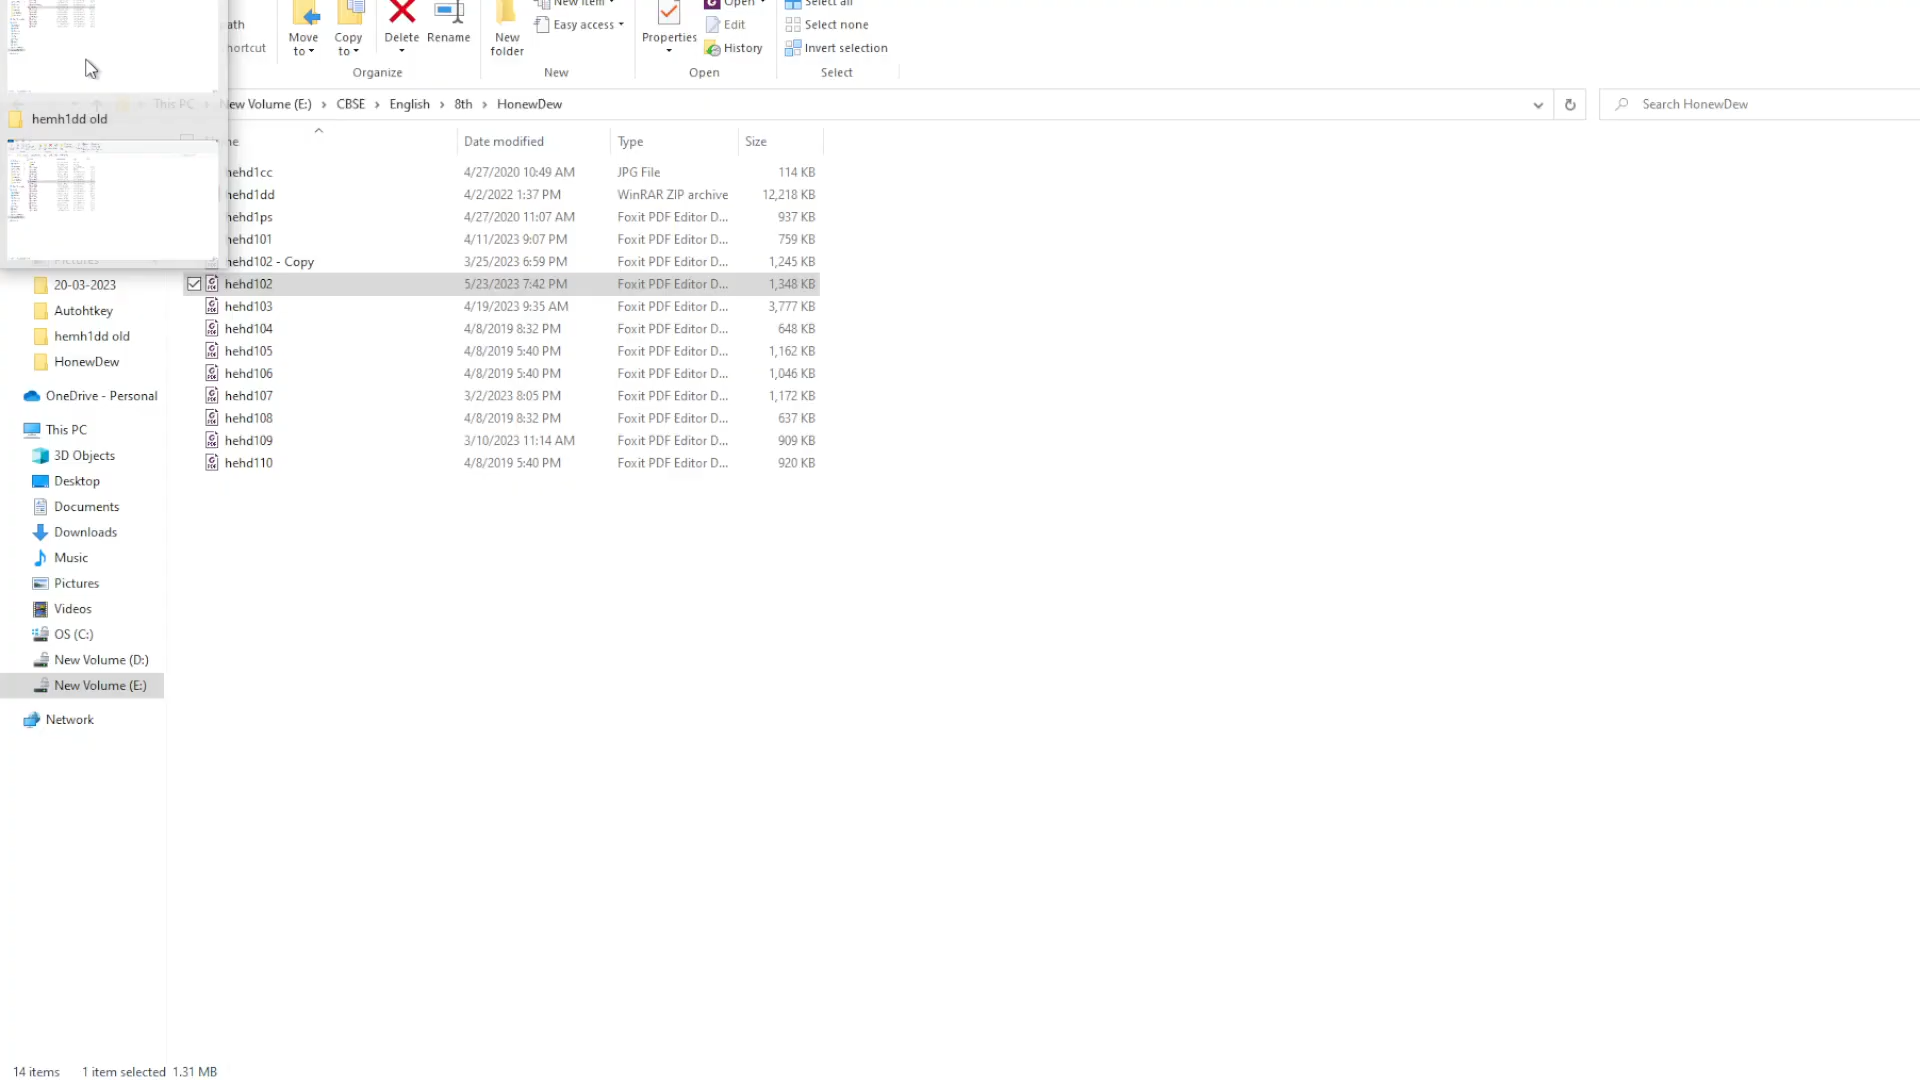 New item
Open
Select all
ath
Easy access
Edit
Select none
Move
to
Copy
to
Delete
Rename
New
folder
Properties
hortcut
History
Invert selection
Organize
New
Open
Select
This PC
New Volume (E:) › CBSE › English › 8th › HonewDew
Search HonewDew
hemh1dd old
ne
Date modified
Type
Size
hehd1cc 4/27/2020 10:49 AM JPG File 114 KB
hehd1dd 4/2/2022 1:37 PM WinRAR ZIP archive 12,218 KB
hehd1ps 4/27/2020 11:07 AM Foxit PDF Editor D... 937 KB
hehd101 4/11/2023 9:07 PM Foxit PDF Editor D... 759 KB
Pictures
hehd102 - Copy 3/25/2023 6:59 PM Foxit PDF Editor D... 1,245 KB
hehd102 5/23/2023 7:42 PM Foxit PDF Editor D... 1,348 KB
hehd103 4/19/2023 9:35 AM Foxit PDF Editor D... 3,777 KB
hehd104 4/8/2019 8:32 PM Foxit PDF Editor D... 648 KB
hehd105 4/8/2019 5:40 PM Foxit PDF Editor D... 1,162 KB
hehd106 4/8/2019 5:40 PM Foxit PDF Editor D... 1,046 KB
hehd107 3/2/2023 8:05 PM Foxit PDF Editor D... 1,172 KB
hehd108 4/8/2019 8:32 PM Foxit PDF Editor D... 637 KB
hehd109 3/10/2023 11:14 AM Foxit PDF Editor D... 909 KB
hehd110 4/8/2019 5:40 PM Foxit PDF Editor D... 920 KB
20-03-2023
Autohtkey
hemh1dd old
HonewDew
OneDrive - Personal
This PC
3D Objects
Desktop
Documents
Downloads
Music
Pictures
Videos
OS (C:)
New Volume (D:)
New Volume (E:)
Network
14 items
1 item selected 1.31 MB